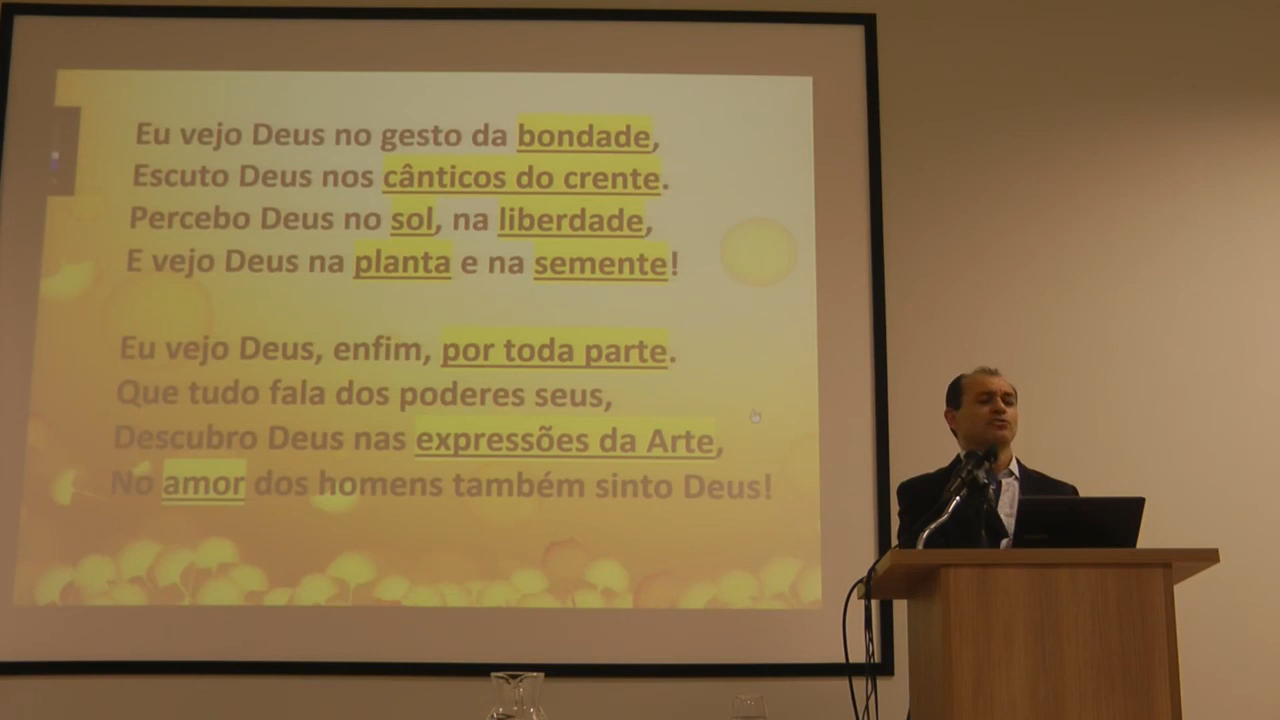 Eu vejo Deus no gesto da bondade,
Escuto Deus nos cânticos do crente.
Percebo Deus no sol, na liberdade,
E vejo Deus na planta e na semente!
Eu vejo Deus, enfim, por toda parte.
Que tudo fala dos poderes seus,
Descubro Deus nas expressões da Arte,
No amor dos homens também sinto Deus!